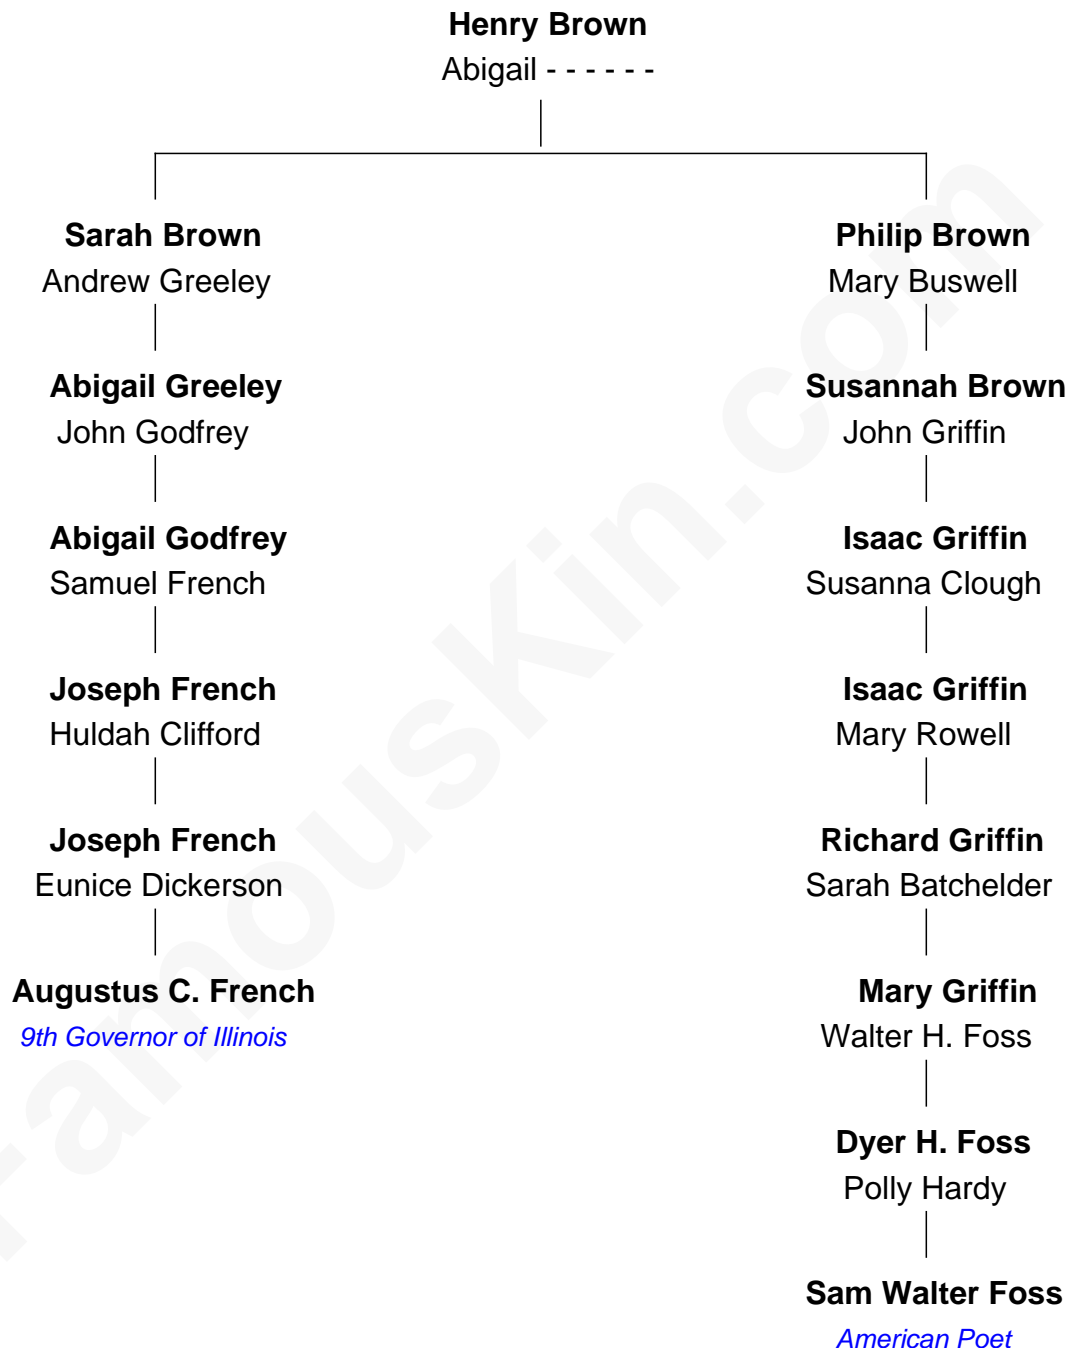 Henry Brown
Abigail - - - - - -
Sarah Brown
Andrew Greeley
Philip Brown
Mary Buswell
Abigail Greeley
John Godfrey
Susannah Brown
John Griffin
Abigail Godfrey
Samuel French
Isaac Griffin
Susanna Clough
Joseph French
Huldah Clifford
Isaac Griffin
Mary Rowell
Joseph French
Eunice Dickerson
Richard Griffin
Sarah Batchelder
Augustus C. French
9th Governor of Illinois
Mary Griffin
Walter H. Foss
Dyer H. Foss
Polly Hardy
Sam Walter Foss
American Poet
FamousKin.com